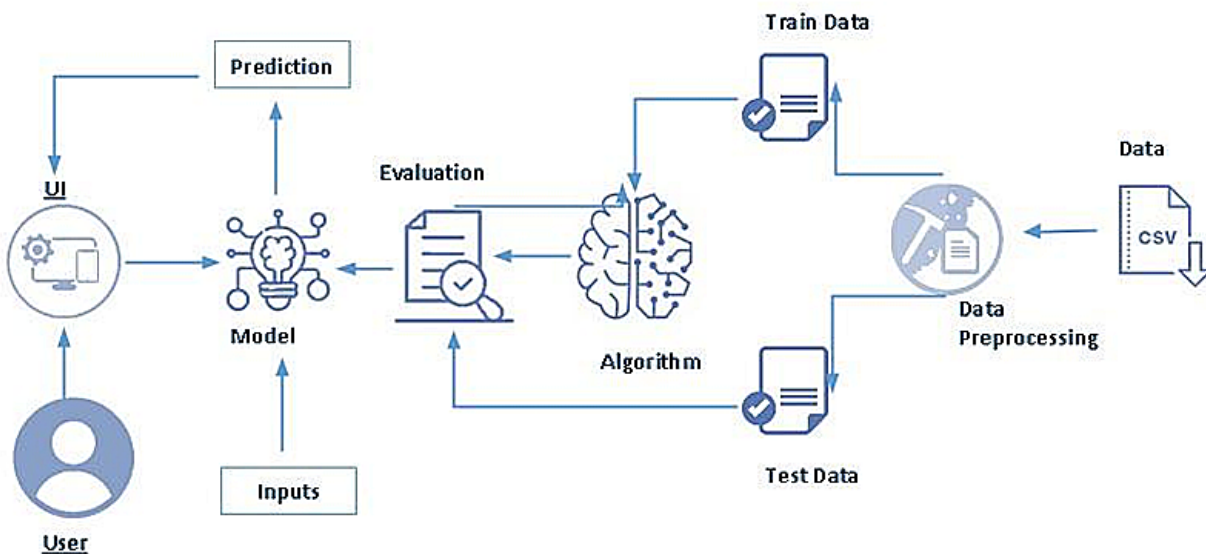 Train Data
Prediction
Data
Evaluation
UI
CSV
Data
Preprocessing
Model
Algorithm
Test Data
Inputs
User